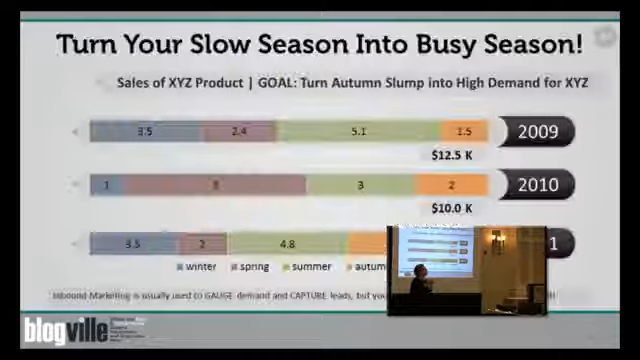 Turn Your Slow Season Into Busy Season!
Sales of XYZ Product | GOAL: Turn Autumn Slump into High Demand for XYZ
3.5 2.4 5.1 1.5 2009
$12.5 K
1 3 2 2010
$10.0 K
3.5 2 4.8 1
winter spring summer autum
Inbound Marketing is usually used to GAUGE demand and CAPTURE leads, but you
blogville